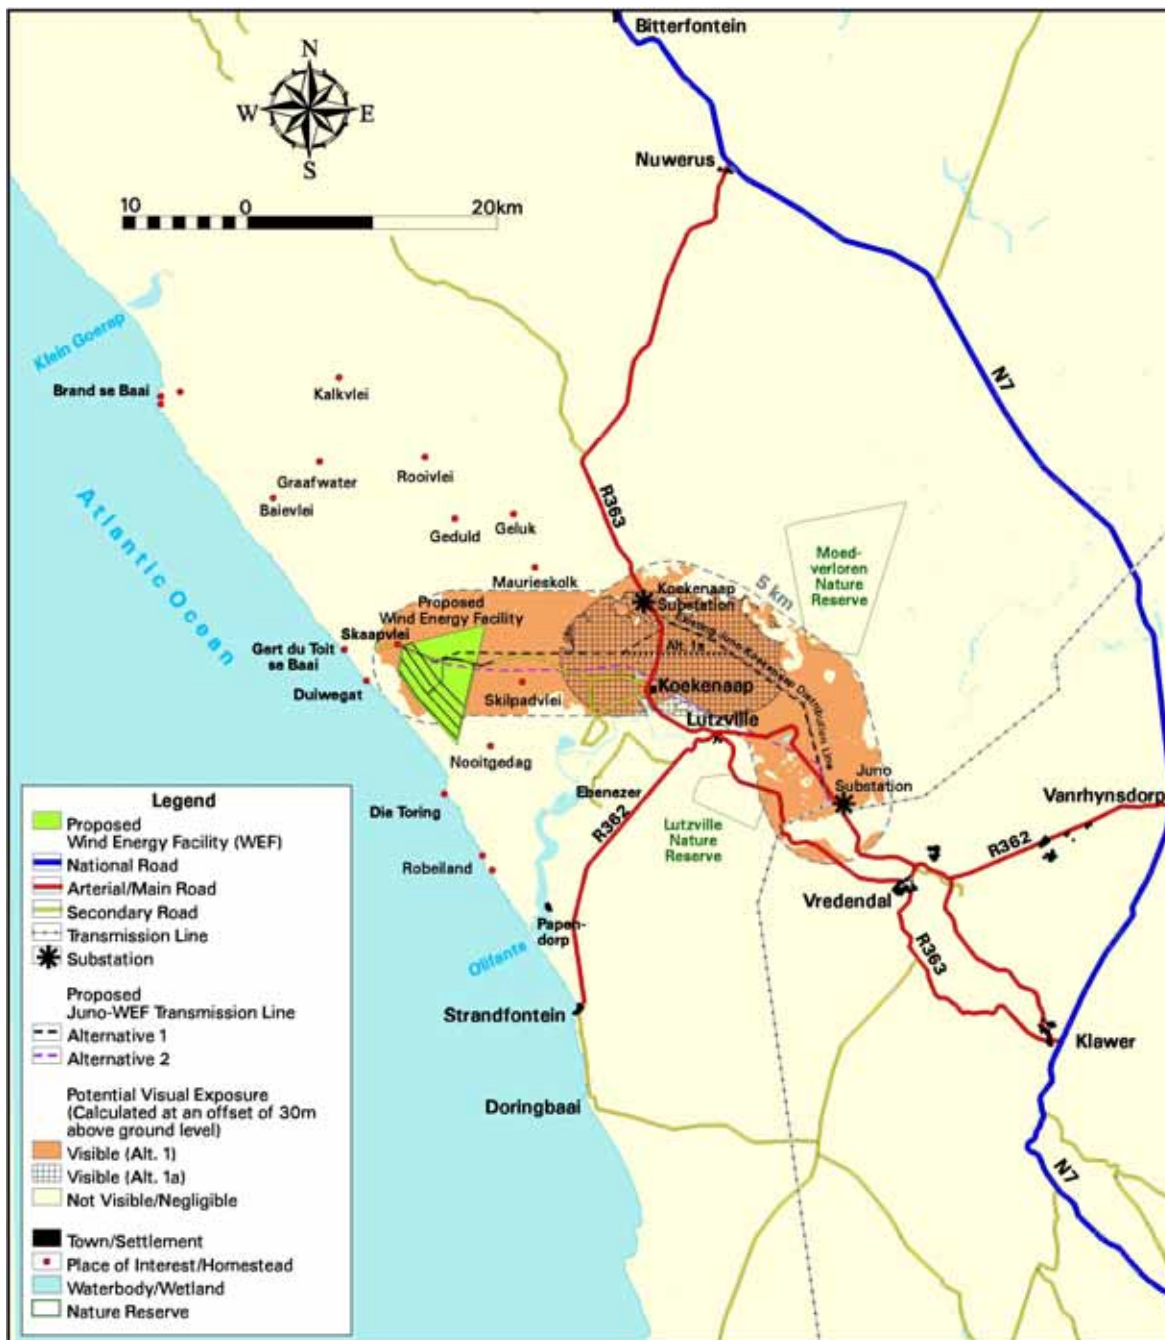 Bitterfontein
N
W E
S
Nuwerus
10 0 20km
Klein Goerap
N7
Brand se Baai
Kalkvlei
Graafwater
Rooivlei
R363
Baievlei
Geduld
Geluk
Atlantic Ocean
Moed-
verloren
Nature
Reserve
Maurieskolk
5 km
Koekenaap
Substation
Proposed
Wind Energy Facility
Skaapvlei
Existing Juno-Koekenaap Distribution Line
Alt. 1a
Gert du Toit
se Baai
Duiwegat
Skilpadvlei
Koekenaap
Lutzville
Nooitgedag
Juno
Substation
Ebenezer
Die Toring
R362
Vanrhynsdorp
Lutzville
Nature
Reserve
R362
Robeiland
Vredendal
Papen-
dorp
Olifants
R363
Strandfontein
Klawer
Doringbaai
N7
Legend
Proposed
Wind Energy Facility (WEF)
National Road
Arterial/Main Road
Secondary Road
Transmission Line
Substation
Proposed
Juno-WEF Transmission Line
Alternative 1
Alternative 2
Potential Visual Exposure
(Calculated at an offset of 30m
above ground level)
Visible (Alt. 1)
Visible (Alt. 1a)
Not Visible/Negligible
Town/Settlement
Place of Interest/Homestead
Waterbody/Wetland
Nature Reserve